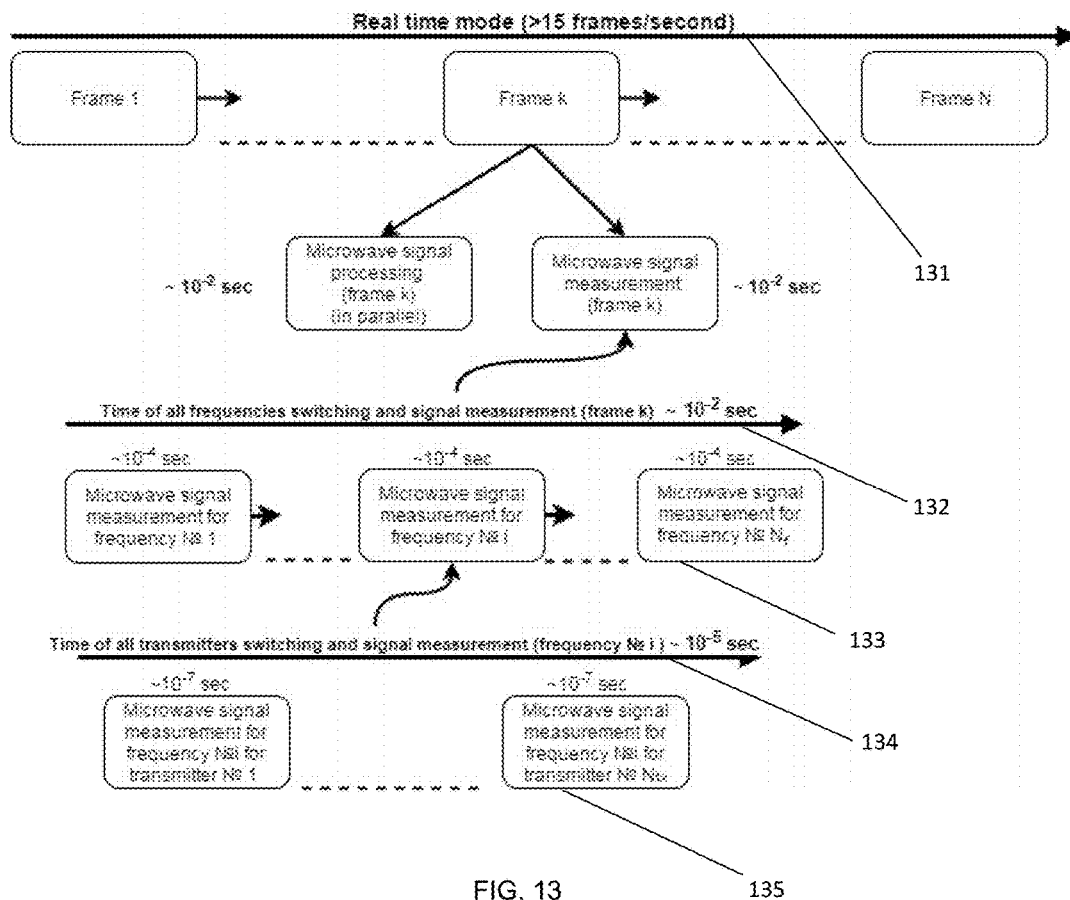 Real time mode (>15 frames/second)
Frame 1
Frame k
Frame N
131
~ 10⁻² sec
Microwave signal
processing
(frame k)
(in parallel)
Microwave signal
measurement
(frame k)
~ 10⁻² sec
Time of all frequencies switching and signal measurement (frame k) ~ 10⁻² sec
132
~10⁻⁴ sec
Microwave signal
measurement for
frequency № 1
~10⁻⁴ sec
Microwave signal
measurement for
frequency № i
~10⁻⁴ sec
Microwave signal
measurement for
frequency №
133
Time of all transmitters switching and signal measurement (frequency № i ) ~ 10⁻⁵ sec
134
~10⁻⁷ sec
Microwave signal
measurement for
frequency №i for
transmitter № 1
~10⁻⁷ sec
Microwave signal
measurement for
frequency №i for
transmitter №
135
FIG. 13